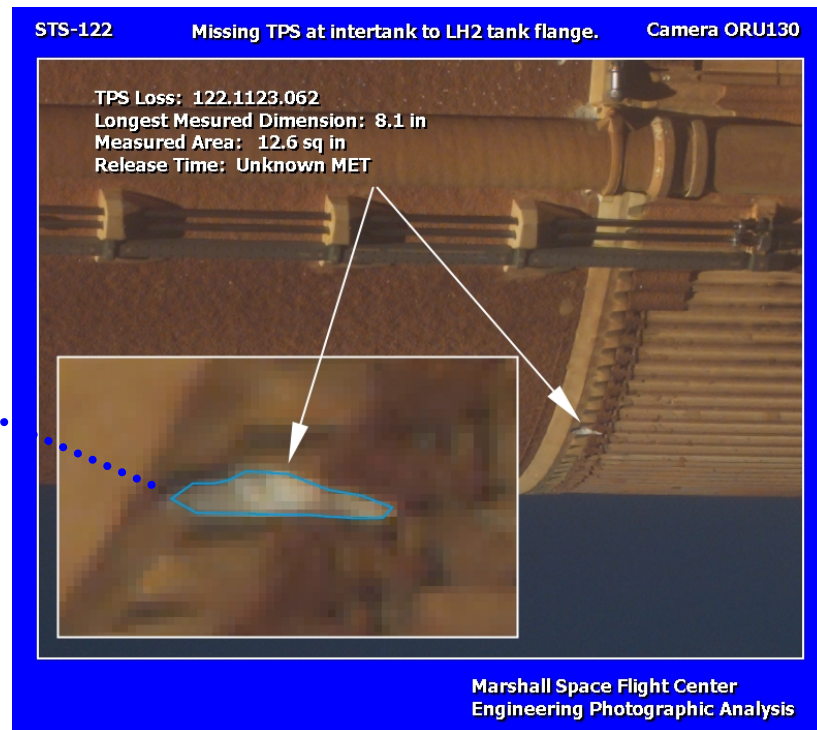 STS-122 Missing TPS at intertank to LH2 tank flange. Camera ORU130
TPS Loss: 122.1123.062
Longest Mesured Dimension: 8.1 in
Measured Area: 12.6 sq in
Release Time: Unknown MET
Marshall Space Flight Center
Engineering Photographic Analysis